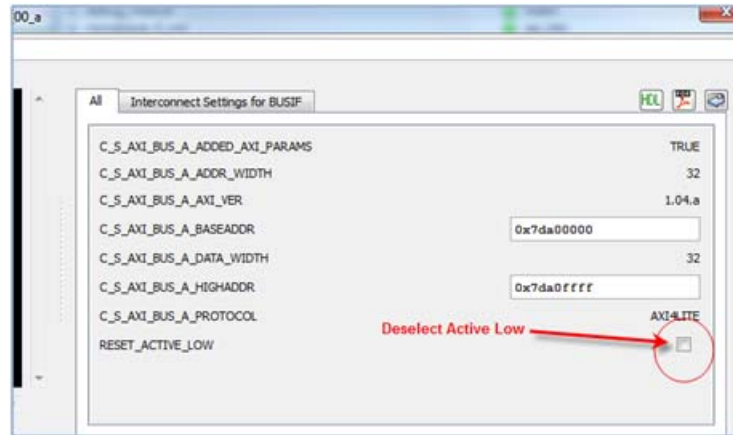 00_a
All
Interconnect Settings for BUSIF
HDL
C_S_AXI_BUS_A_ADDED_AXI_PARAMS TRUE
C_S_AXI_BUS_A_ADDR_WIDTH 32
C_S_AXI_BUS_A_AXI_VER 1.04.a
C_S_AXI_BUS_A_BASEADDR 0x7da00000
C_S_AXI_BUS_A_DATA_WIDTH 32
C_S_AXI_BUS_A_HIGHADDR 0x7da0ffff
C_S_AXI_BUS_A_PROTOCOL AXI4LITE
Deselect Active Low
RESET_ACTIVE_LOW